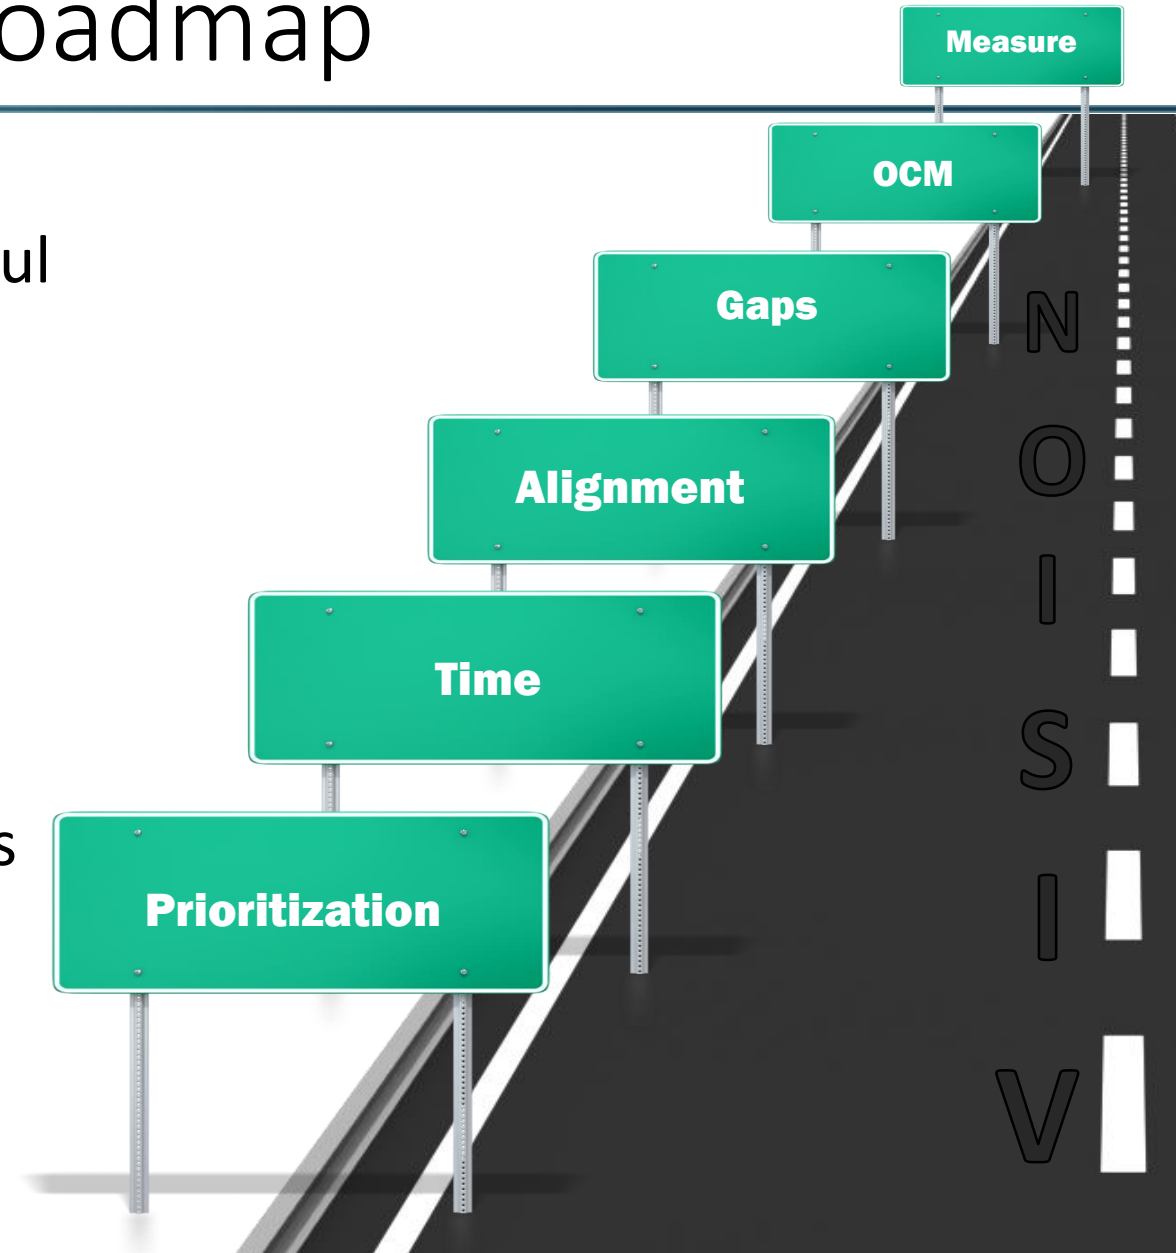 oadmap
Measure
OCM
ul
Gaps
Alignment
Time
s
Prioritization
N
O
I
S
I
V